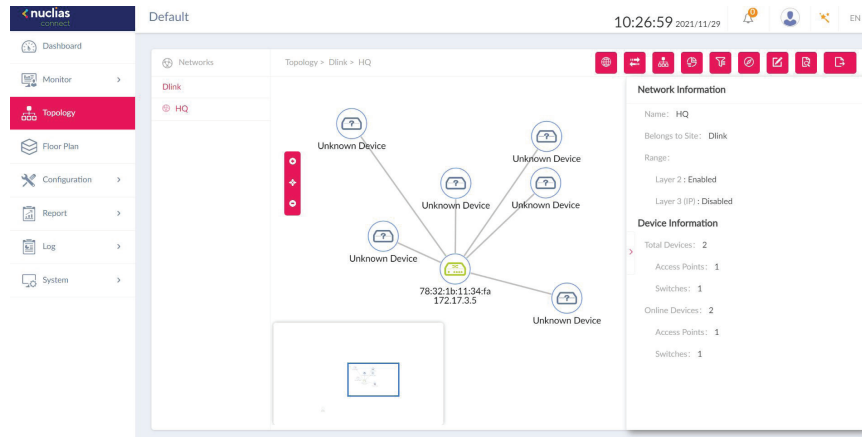 nuclias
connect
Default
10:26:59 2021/11/29
EN
Dashboard
Monitor
Topology
Floor Plan
Configuration
Report
Log
System
Networks
Dlink
HQ
Topology > Dlink > HQ
Unknown Device
Unknown Device
Unknown Device
Unknown Device
Unknown Device
78:32:1b:11:34:fa
172.17.3.5
Unknown Device
Network Information
Name: HQ
Belongs to Site: Dlink
Range:
Layer 2 : Enabled
Layer 3 (IP) : Disabled
Device Information
Total Devices: 2
Access Points: 1
Switches: 1
Online Devices: 2
Access Points: 1
Switches: 1